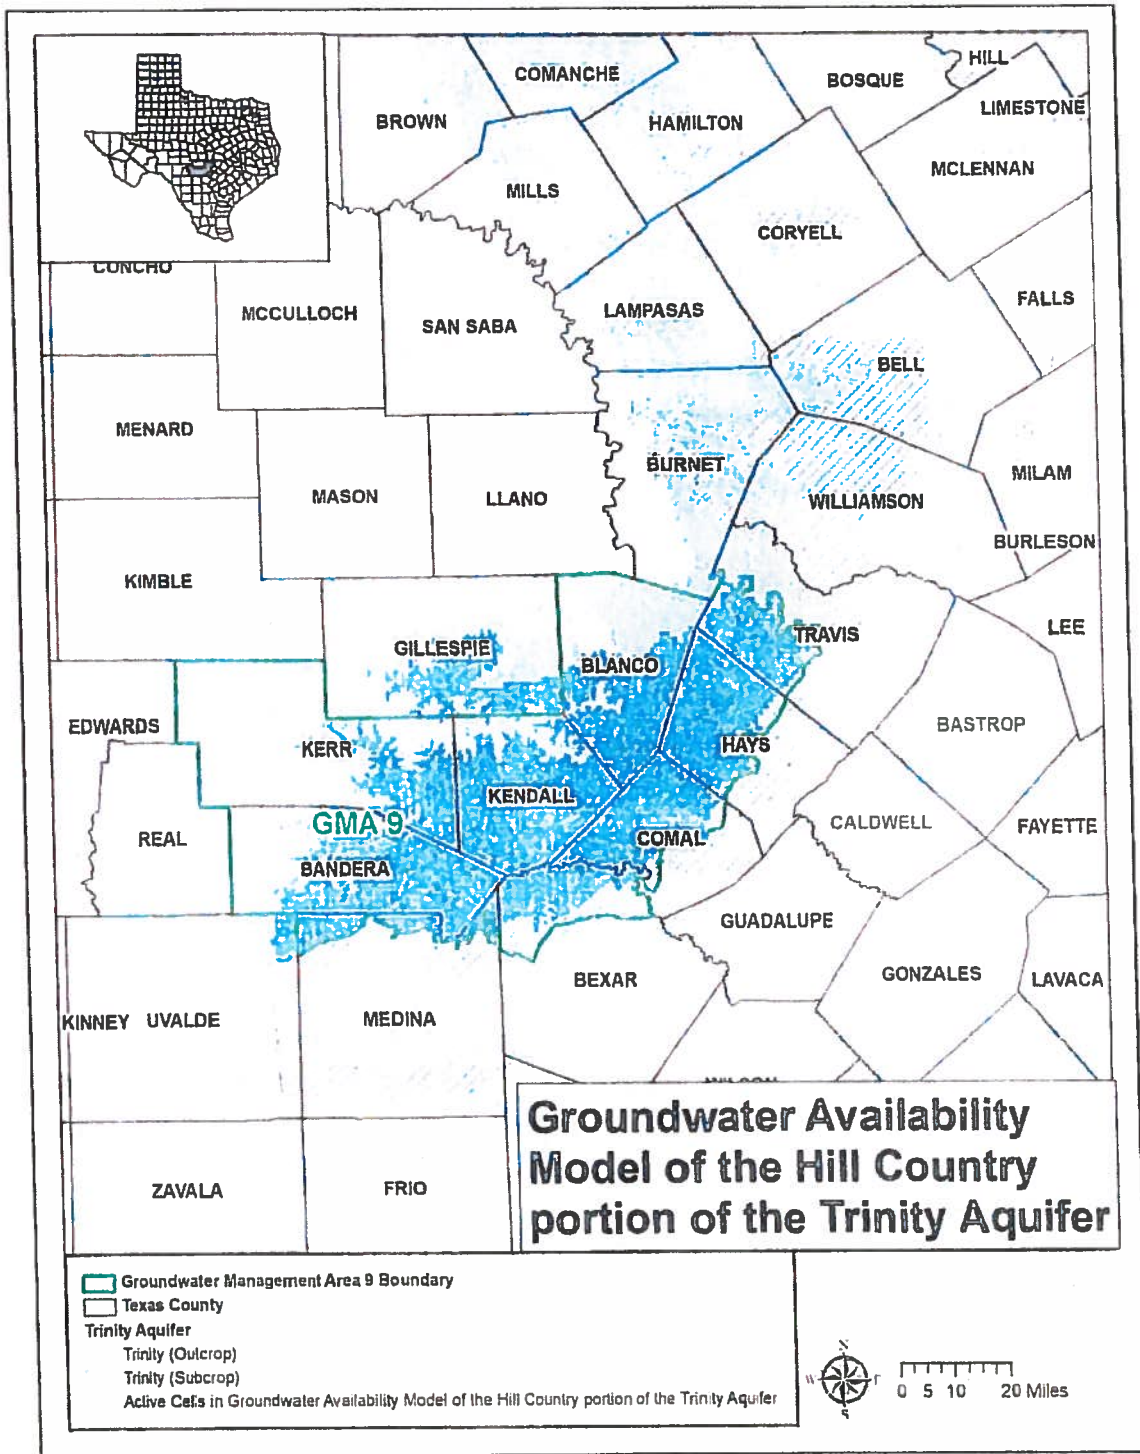 COMANCHE
BOSQUE
HILL
BROWN
HAMILTON
LIMESTONE
MCLENNAN
MILLS
CORYELL
CONCHO
MCCULLOCH
SAN SABA
LAMPASAS
FALLS
BELL
MENARD
MASON
LLANO
BURNET
WILLIAMSON
MILAM
BURLESON
KIMBLE
GILLESPIE
BLANCO
TRAVIS
LEE
EDWARDS
KERR
HAYS
BASTROP
KENDALL
REAL
GMA 9
COMAL
CALDWELL
FAYETTE
BANDERA
GUADALUPE
BEXAR
GONZALES
LAVACA
KINNEY
UVALDE
MEDINA
WILSON
ZAVALA
FRIO
Groundwater Availability
Model of the Hill Country
portion of the Trinity Aquifer
Groundwater Management Area 9 Boundary
Texas County
Trinity Aquifer
Trinity (Outcrop)
Trinity (Subcrop)
Active Cells in Groundwater Availability Model of the Hill Country portion of the Trinity Aquifer
N
W
E
S
0 5 10 20 Miles